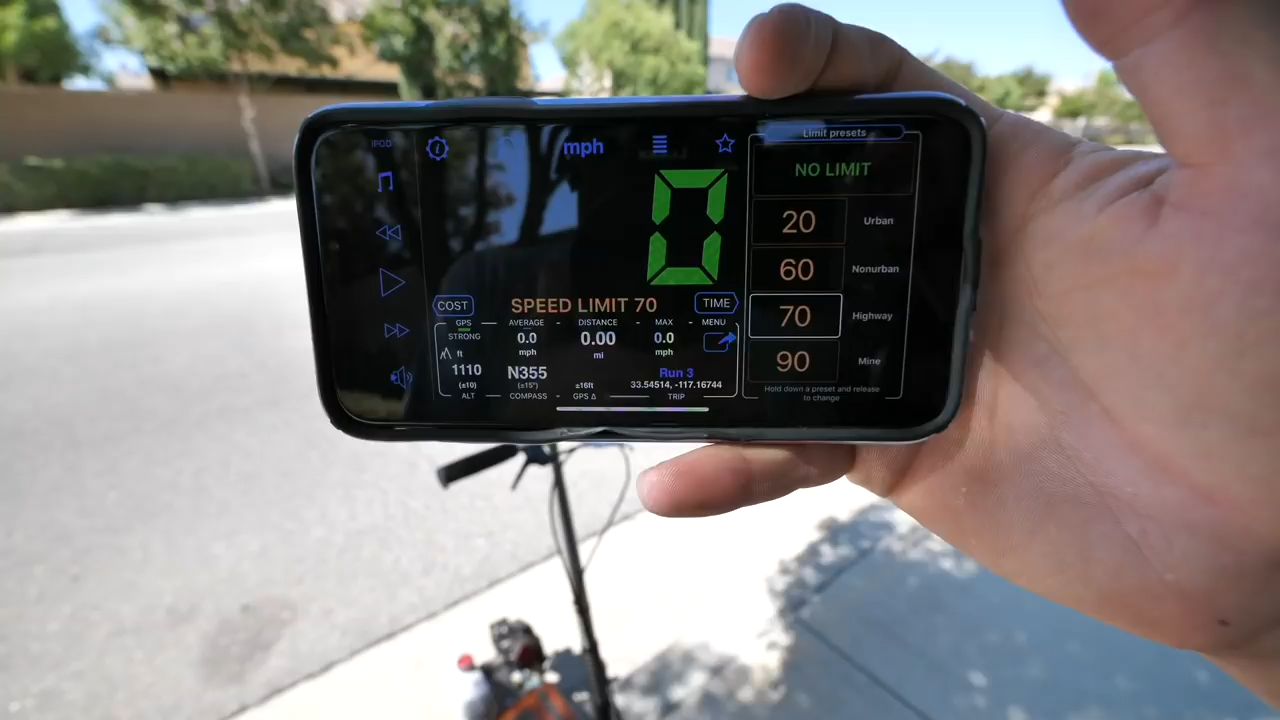 IPOD
mph
Limit presets
NO LIMIT
20 Urban
60 Nonurban
70 Highway
90 Mine
Hold down a preset and release
to change
0
COST
SPEED LIMIT 70
TIME
GPS
STRONG
AVERAGE
0.0
mph
DISTANCE
0.00
mi
MAX
0.0
mph
MENU
ft
1110
(±10)
ALT
N355
(±15°)
COMPASS
±16ft
GPS Δ
Run 3
33.54514, -117.16744
TRIP